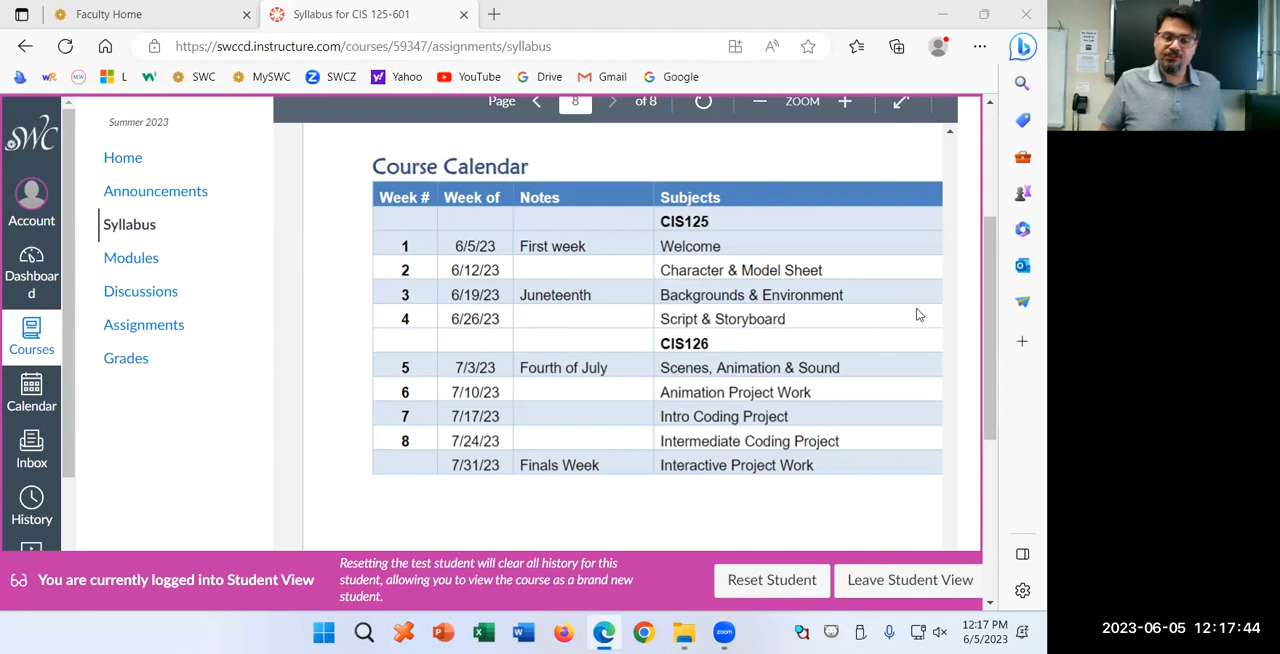 Faculty Home
Syllabus for CIS 125-601
https://swccd.instructure.com/courses/59347/assignments/syllabus
wR MW L SWC MySWC SWCZ Yahoo YouTube Drive Gmail Google
Page 8 of 8 ZOOM
SWC
Account
Dashboar
d
Courses
Calendar
Inbox
History
Summer 2023
Home
Announcements
Syllabus
Modules
Discussions
Assignments
Grades
Course Calendar
Week # Week of Notes Subjects
CIS125
1 6/5/23 First week Welcome
2 6/12/23 Character & Model Sheet
3 6/19/23 Juneteenth Backgrounds & Environment
4 6/26/23 Script & Storyboard
CIS126
5 7/3/23 Fourth of July Scenes, Animation & Sound
6 7/10/23 Animation Project Work
7 7/17/23 Intro Coding Project
8 7/24/23 Intermediate Coding Project
7/31/23 Finals Week Interactive Project Work
You are currently logged into Student View
Resetting the test student will clear all history for this
student, allowing you to view the course as a brand new
student.
Reset Student
Leave Student View
zoom
12:17 PM
6/5/2023
2023-06-05 12:17:44